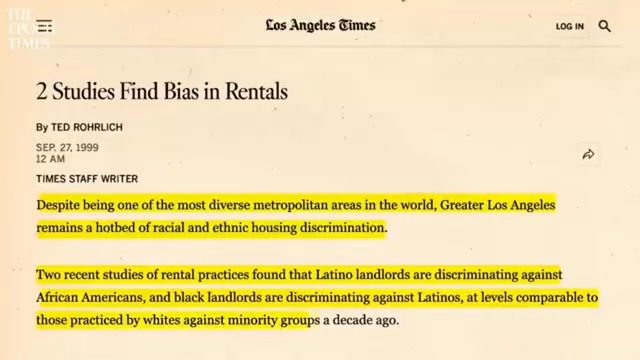 THE
EPOCH
TIMES
Los Angeles Times
LOG IN
2 Studies Find Bias in Rentals
By TED ROHRLICH
SEP. 27, 1999
12 AM
TIMES STAFF WRITER
Despite being one of the most diverse metropolitan areas in the world, Greater Los Angeles
remains a hotbed of racial and ethnic housing discrimination.
Two recent studies of rental practices found that Latino landlords are discriminating against
African Americans, and black landlords are discriminating against Latinos, at levels comparable to
those practiced by whites against minority groups a decade ago.